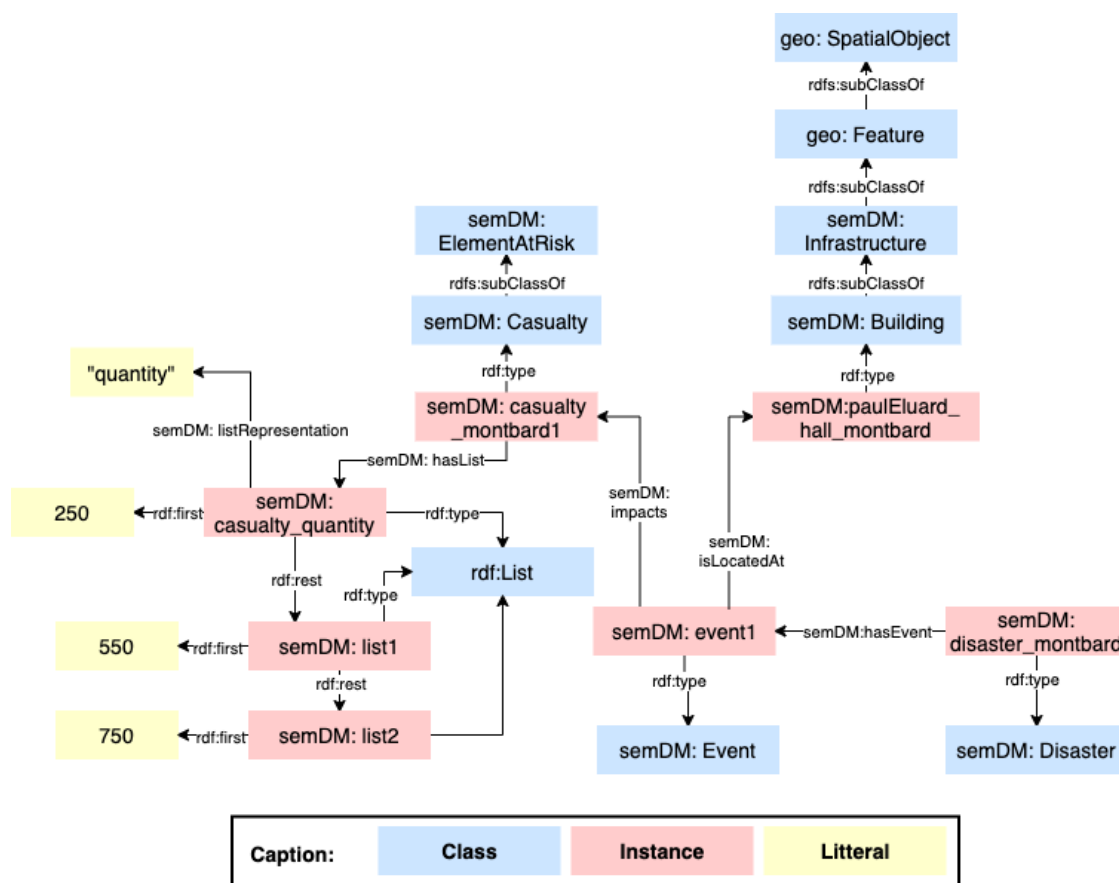 geo: SpatialObject
rdfs:subClassOf
geo: Feature
rdfs:subClassOf
semDM:
ElementAtRisk
semDM:
Infrastructure
rdfs:subClassOf
rdfs:subClassOf
semDM: Casualty
semDM: Building
"quantity"
rdf:type
rdf:type
semDM: casualty
_montbard1
semDM:paulEluard_
hall_montbard
semDM: listRepresentation
semDM: hasList
250
rdf:first
semDM:
casualty_quantity
rdf:type
semDM:
impacts
semDM:
isLocatedAt
rdf:rest
rdf:type
rdf:List
550
rdf:first
semDM: list1
semDM: event1
semDM:hasEvent
semDM:
disaster_montbard
rdf:rest
rdf:type
rdf:type
750
rdf:first
semDM: list2
semDM: Event
semDM: Disaster
Caption:
Class
Instance
Litteral